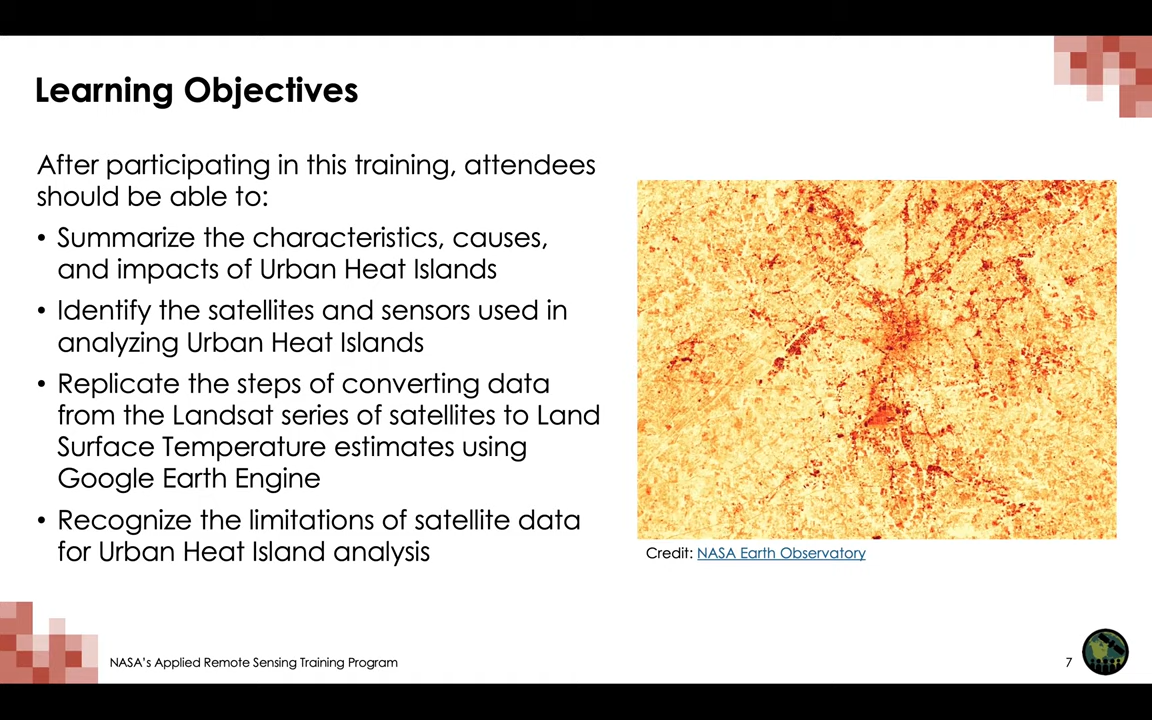 Learning Objectives
After participating in this training, attendees
should be able to:
• Summarize the characteristics, causes,
and impacts of Urban Heat Islands
• Identify the satellites and sensors used in
analyzing Urban Heat Islands
• Replicate the steps of converting data
from the Landsat series of satellites to Land
Surface Temperature estimates using
Google Earth Engine
• Recognize the limitations of satellite data
for Urban Heat Island analysis
Credit: NASA Earth Observatory
NASA's Applied Remote Sensing Training Program
7